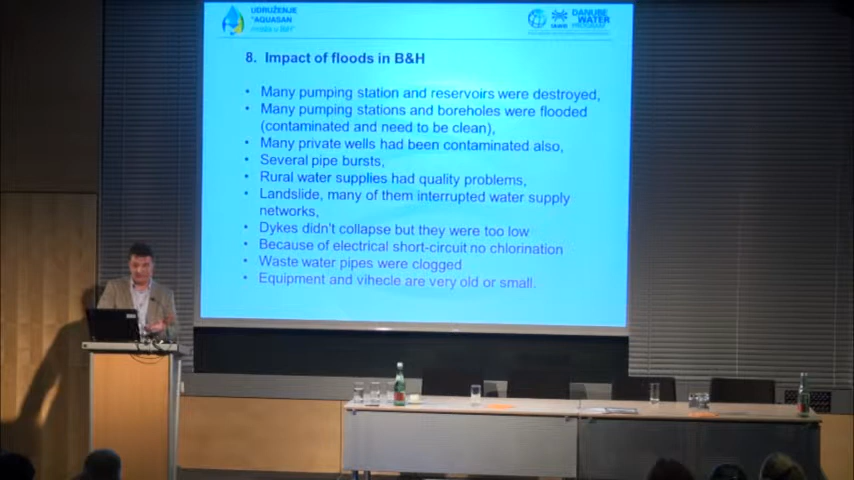 UDRUŽENJE
"AQUASAN
DANUBE
WATER
PROGRAM
8. Impact of floods in B&H
• Many pumping station and reservoirs were destroyed,
• Many pumping stations and boreholes were flooded
(contaminated and need to be clean),
• Many private wells had been contaminated also,
• Several pipe bursts,
• Rural water supplies had quality problems,
• Landslide, many of them interrupted water supply
networks,
• Dykes didn't collapse but they were too low
• Because of electrical short-circuit no chlorination
• Waste water pipes were clogged
• Equipment and vihecle are very old or small.